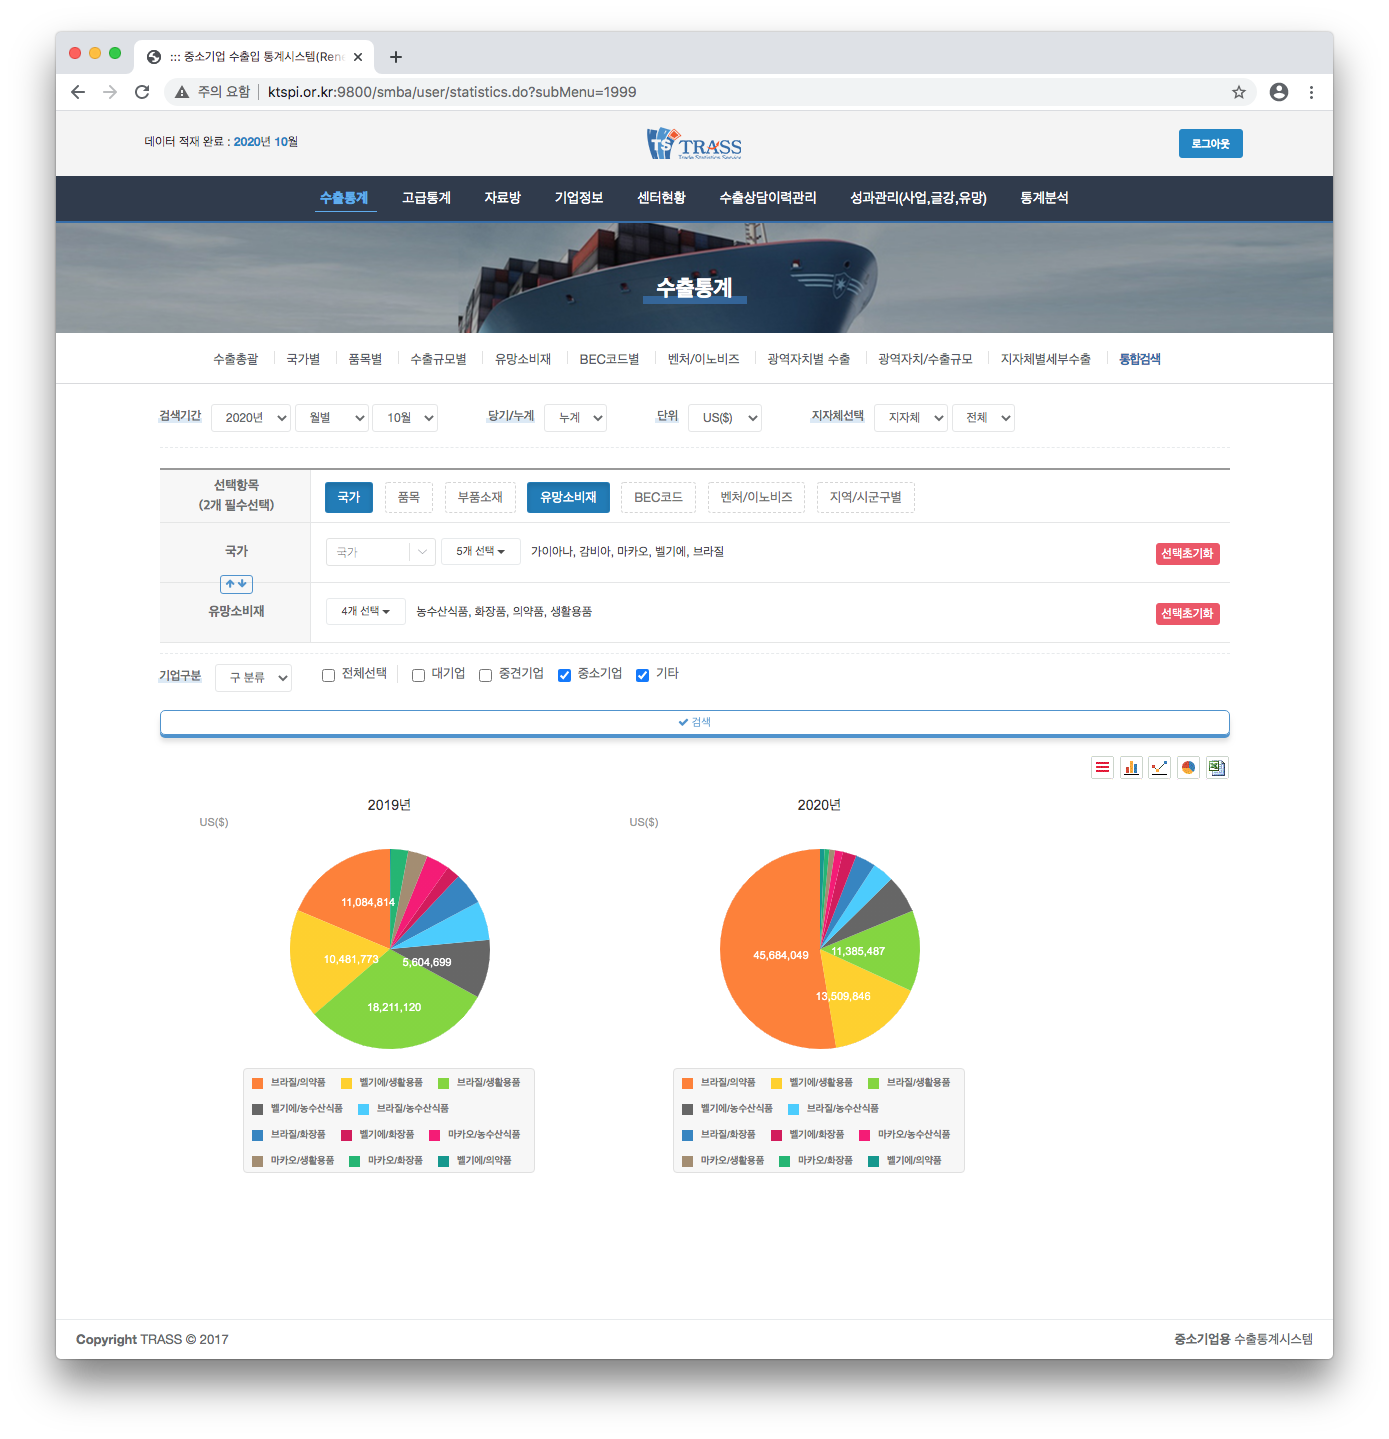 ::: 중소기업 수출입 통계시스템(Ren
주의 요함 ktspi.or.kr:9800/smba/user/statistics.do?subMenu=1999
데이터 적재 완료 : 2020년 10월
TS TRASS
Trade Statistics Service
로그아웃
수출통계 고급통계 자료방 기업정보 센터현황 수출상담이력관리 성과관리(사업,글강,유망) 통계분석
수출통계
수출총괄 국가별 품목별 수출규모별 유망소비재 BEC코드별 벤처/이노비즈 광역자치별 수출 광역자치/수출규모 지자체별세부수출 통합검색
검색기간 2020년 월별 10월 당기/누계 누계 단위 US($) 지자체선택 지자체 전체
선택항목
(2개 필수선택)
국가 품목 부품소재 유망소비재 BEC코드 벤처/이노비즈 지역/시군구별
국가 국가 5개 선택 가이아나, 감비아, 마카오, 벨기에, 브라질 선택초기화
유망소비재 4개 선택 농수산식품, 화장품, 의약품, 생활용품 선택초기화
기업구분 구 분류 전체선택 대기업 중견기업 중소기업 기타
검색
2019년
US($)
11,084,814
10,481,773
5,604,699
18,211,120
브라질/의약품 벨기에/생활용품 브라질/생활용품
벨기에/농수산식품 브라질/농수산식품
브라질/화장품 벨기에/화장품 마카오/농수산식품
마카오/생활용품 마카오/화장품 벨기에/의약품
2020년
US($)
45,684,049
11,385,487
13,509,846
브라질/의약품 벨기에/생활용품 브라질/생활용품
벨기에/농수산식품 브라질/농수산식품
브라질/화장품 벨기에/화장품 마카오/농수산식품
마카오/생활용품 마카오/화장품 벨기에/의약품
Copyright TRASS © 2017
중소기업용 수출통계시스템